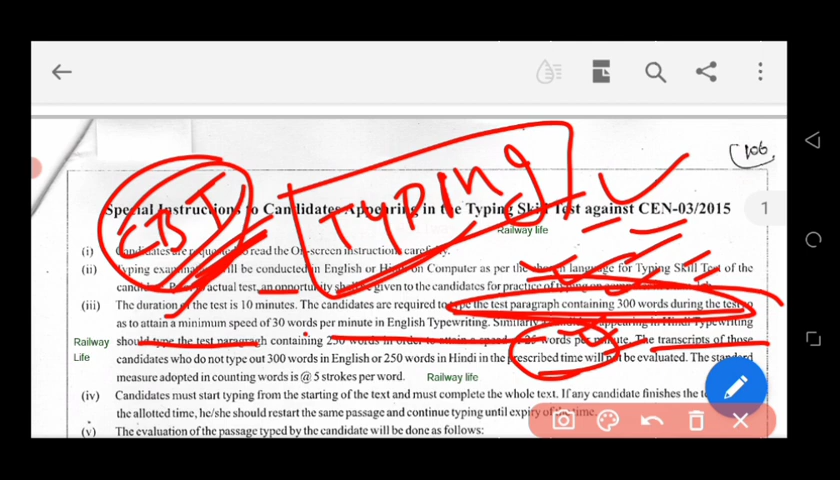 106
CBI
TYPING
Special Instructions to Candidates Appearing in the Typing Skill Test against CEN-03/2015
1
Railway life
(i) Candidates are requested to read the On-screen instructions carefully.
(ii) Typing examination will be conducted in English or Hindi on Computer as per the chosen language for Typing Skill Test of the
actual test, an opportunity shall be given to the candidates for practice of typing on
(iii) The duration of the test is 10 minutes. The candidates are required to type the test paragraph containing 300 words during the test so
as to attain a minimum speed of 30 words per minute in English Typewriting. Similarly appearing in Hindi Typewriting
Railway should type the test paragraph containing 250 words in order to attain a speed of 25 words per minute. The transcripts of those
Life candidates who do not type out 300 words in English or 250 words in Hindi in the prescribed time will not be evaluated. The standard
measure adopted in counting words is @ 5 strokes per word. Railway life
(iv) Candidates must start typing from the starting of the text and must complete the whole text. If any candidate finishes the
the allotted time, he/she should restart the same passage and continue typing until expiry of the time.
(v) The evaluation of the passage typed by the candidate will be done as follows: